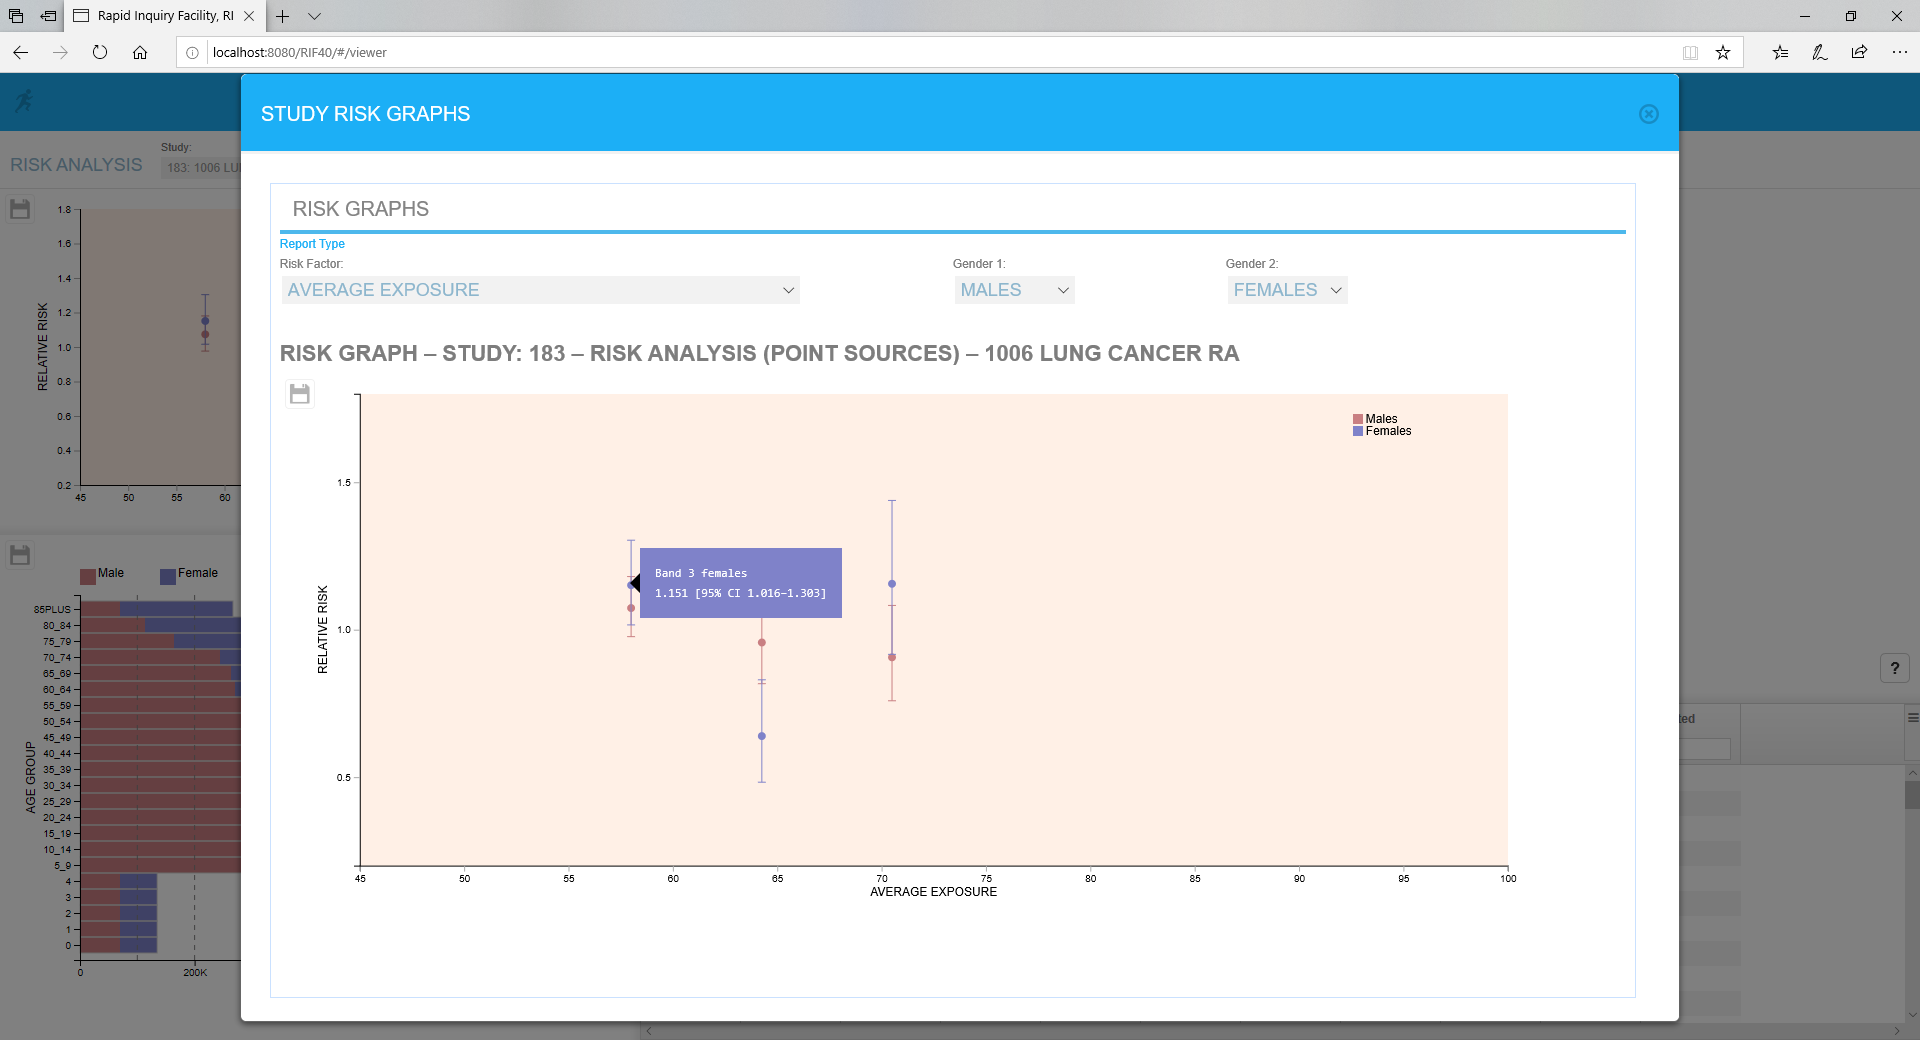 Rapid Inquiry Facility, RI
localhost:8080/RIF40/#/viewer
STUDY RISK GRAPHS
RISK ANALYSIS
Study:
183: 1006 LU
1.8
1.6
1.4
1.2
1.0
0.8
0.6
0.4
0.2
RELATIVE RISK
45 50 55 60
Male Female
85PLUS
80_84
75_79
70_74
65_69
60_64
55_59
50_54
45_49
40_44
35_39
30_34
25_29
20_24
15_19
10_14
5_9
4
3
2
1
0
AGE GROUP
0 200K
RISK GRAPHS
Report Type
Risk Factor: Gender 1: Gender 2:
AVERAGE EXPOSURE MALES FEMALES
RISK GRAPH – STUDY: 183 – RISK ANALYSIS (POINT SOURCES) – 1006 LUNG CANCER RA
Males
Females
1.5
1.0
0.5
RELATIVE RISK
Band 3 females
1.151 [95% CI 1.016-1.303]
45 50 55 60 65 70 75 80 85 90 95 100
AVERAGE EXPOSURE
?
ted